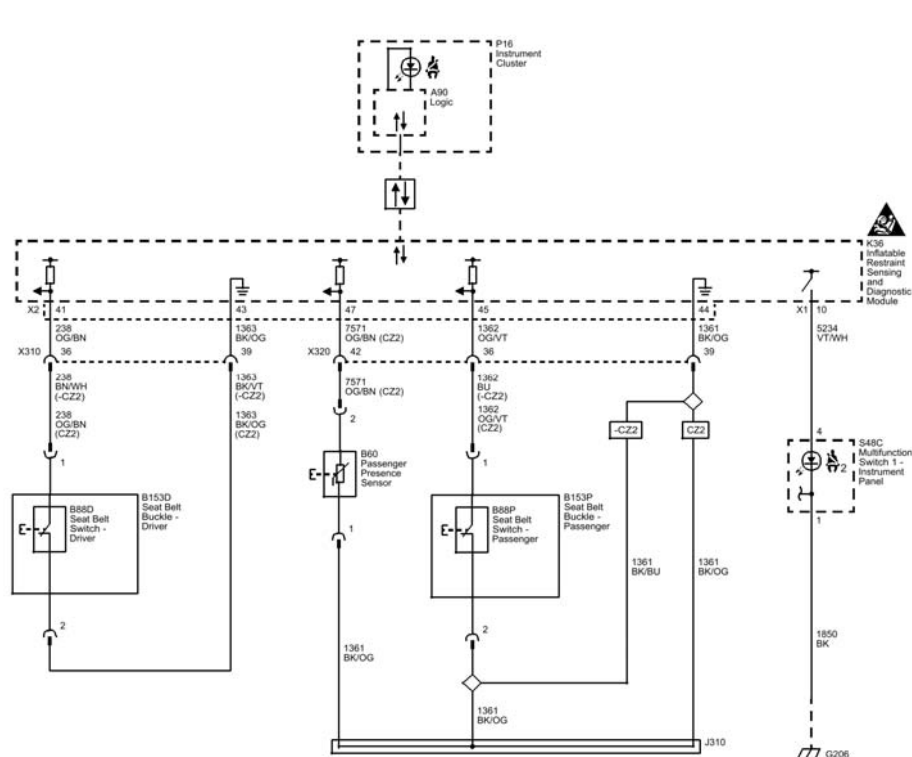 P16
Instrument
Cluster
A90
Logic
K36
Inflatable
Restraint
Sensing
and
Diagnostic
Module
X2 41
43
47
45
44
X1 10
238
OG/BN
1363
BK/OG
7571
OG/BN (CZ2)
1362
OG/VT
1361
BK/OG
5234
VT/WH
X310 36
39
X320 42
36
39
238
BN/WH
(-CZ2)
1363
BK/VT
(-CZ2)
7571
OG/BN (CZ2)
1362
BU
(-CZ2)
238
OG/BN
(CZ2)
1363
BK/OG
(CZ2)
1362
OG/VT
(CZ2)
2
-CZ2
CZ2
4
1
B60
Passenger
Presence
Sensor
1
S48C
Multifunction
Switch 1 -
Instrument
Panel
2
B88D
Seat Belt
Switch -
Driver
B153D
Seat Belt
Buckle -
Driver
B88P
Seat Belt
Switch -
Passenger
B153P
Seat Belt
Buckle -
Passenger
1
1
1361
BK/BU
1361
BK/OG
2
2
1361
BK/OG
1850
BK
1361
BK/OG
J310
G206